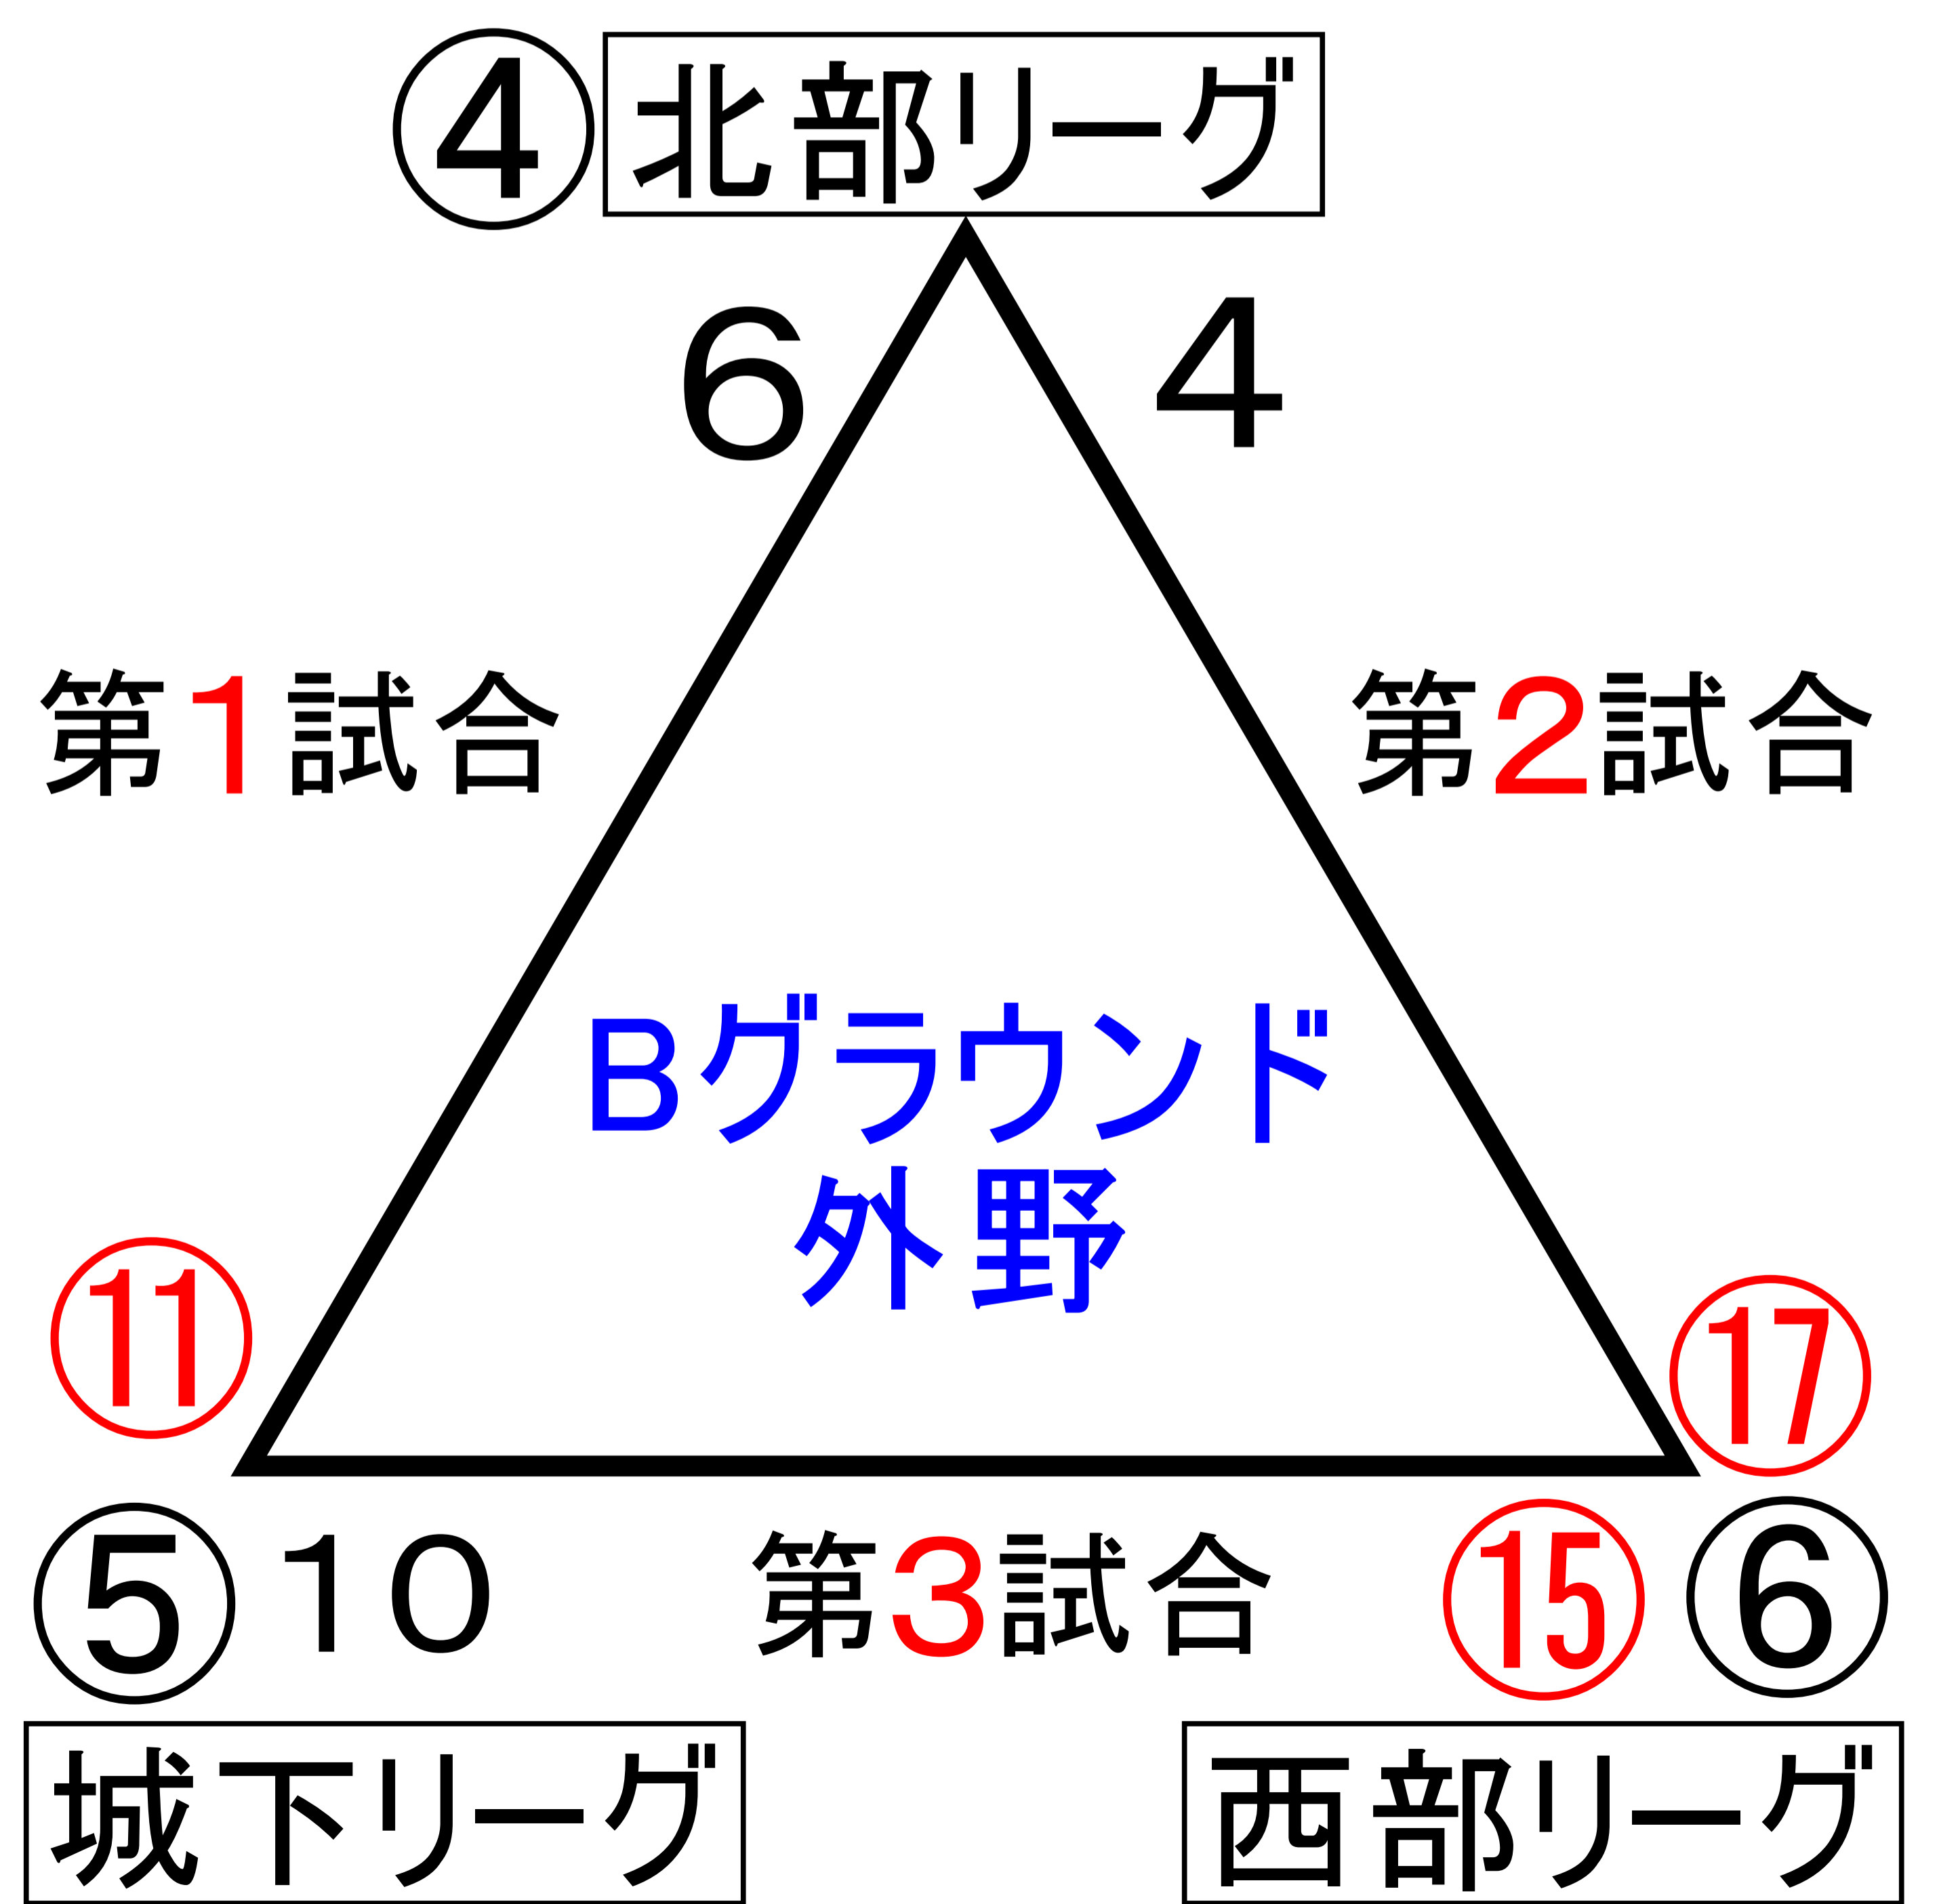 ④ 北部リーグ
6 4
第1試合 第2試合
Bグラウンド
外野
⑪ ⑰
⑤ 10 第3試合 ⑮ ⑥
城下リーグ 西部リーグ